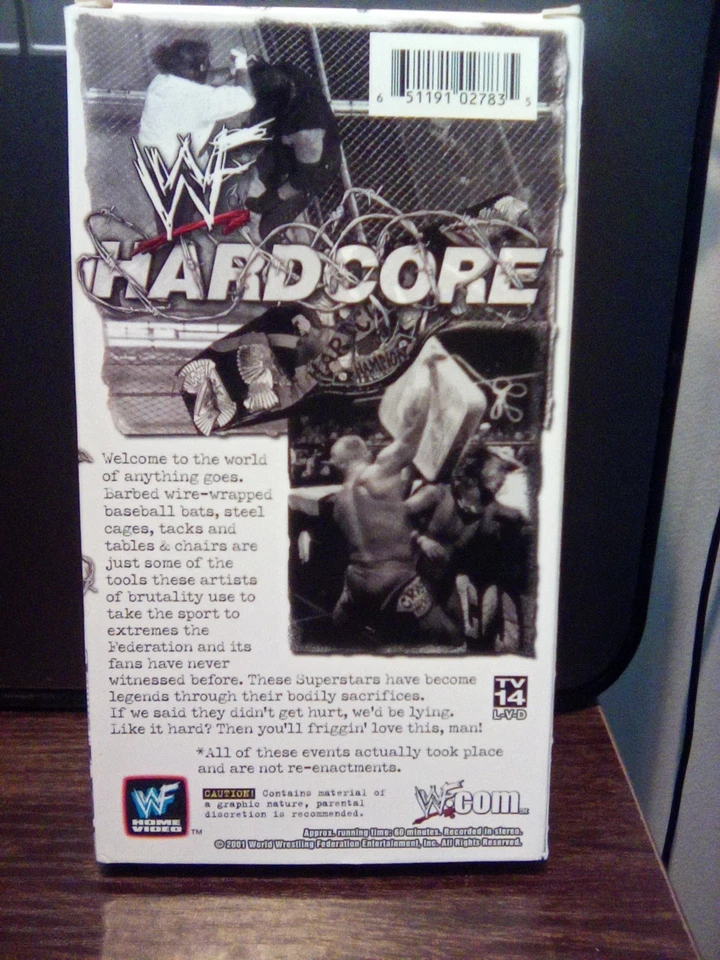 6 51191 02783 5
WF
HARDCORE
HARDCORE
CHAMPION
Welcome to the world
of anything goes.
Barbed wire-wrapped
baseball bats, steel
cages, tacks and
tables & chairs are
just some of the
tools these artists
of brutality use to
take the sport to
extremes the
Federation and its
fans have never
witnessed before. These Superstars have become
legends through their bodily sacrifices.
If we said they didn't get hurt, we'd be lying.
Like it hard? Then you'll friggin' love this, man!
TV
14
L-V-D
*All of these events actually took place
and are not re-enactments.
WF
HOME
VIDEO
TM
CAUTION! Contains material of
a graphic nature, parental
discretion is recommended.
WF.COM
Approx. running time: 60 minutes. Recorded in stereo.
© 2001 World Wrestling Federation Entertainment, Inc. All Rights Reserved.